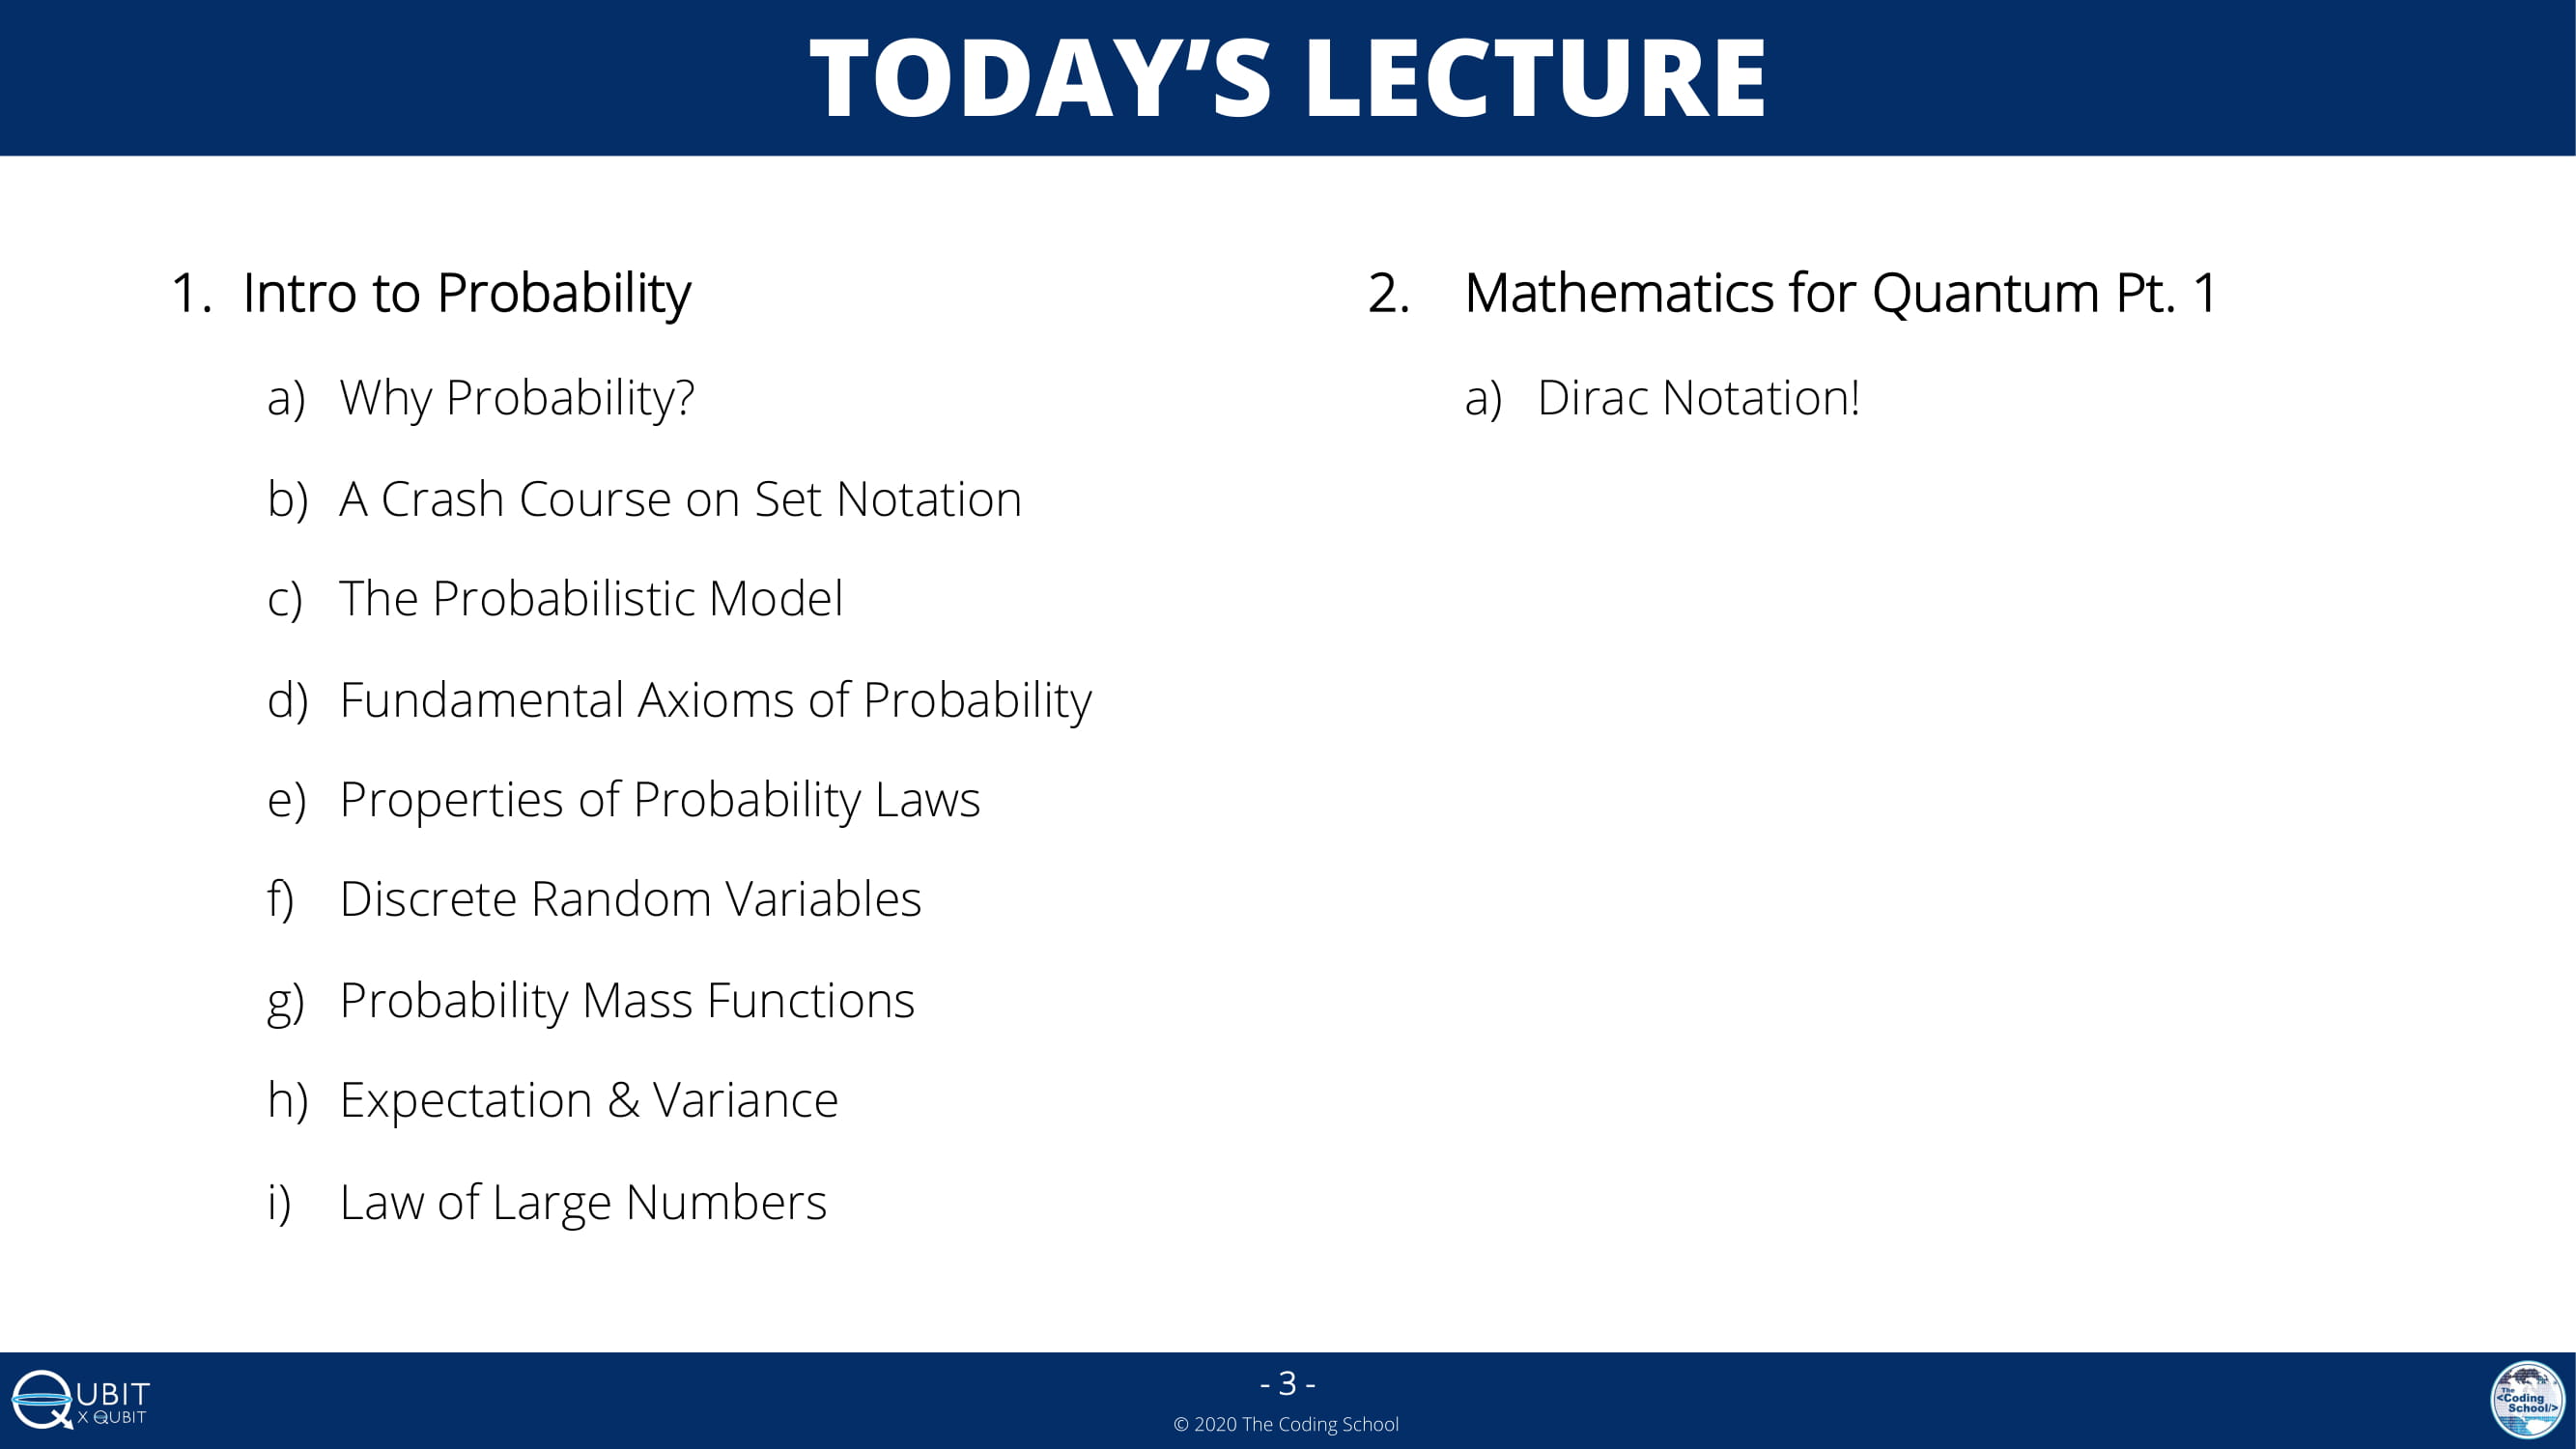 TODAY’S LECTURE
1. Intro to Probability
a) Why Probability?
b) A Crash Course on Set Notation
c) The Probabilistic Model
d) Fundamental Axioms of Probability
e) Properties of Probability Laws
f) Discrete Random Variables
g) Probability Mass Functions
h) Expectation & Variance
i) Law of Large Numbers
2. Mathematics for Quantum Pt. 1
a) Dirac Notation!
QUBIT
X QUBIT
- 3 -
© 2020 The Coding School
The
<Coding
School/>